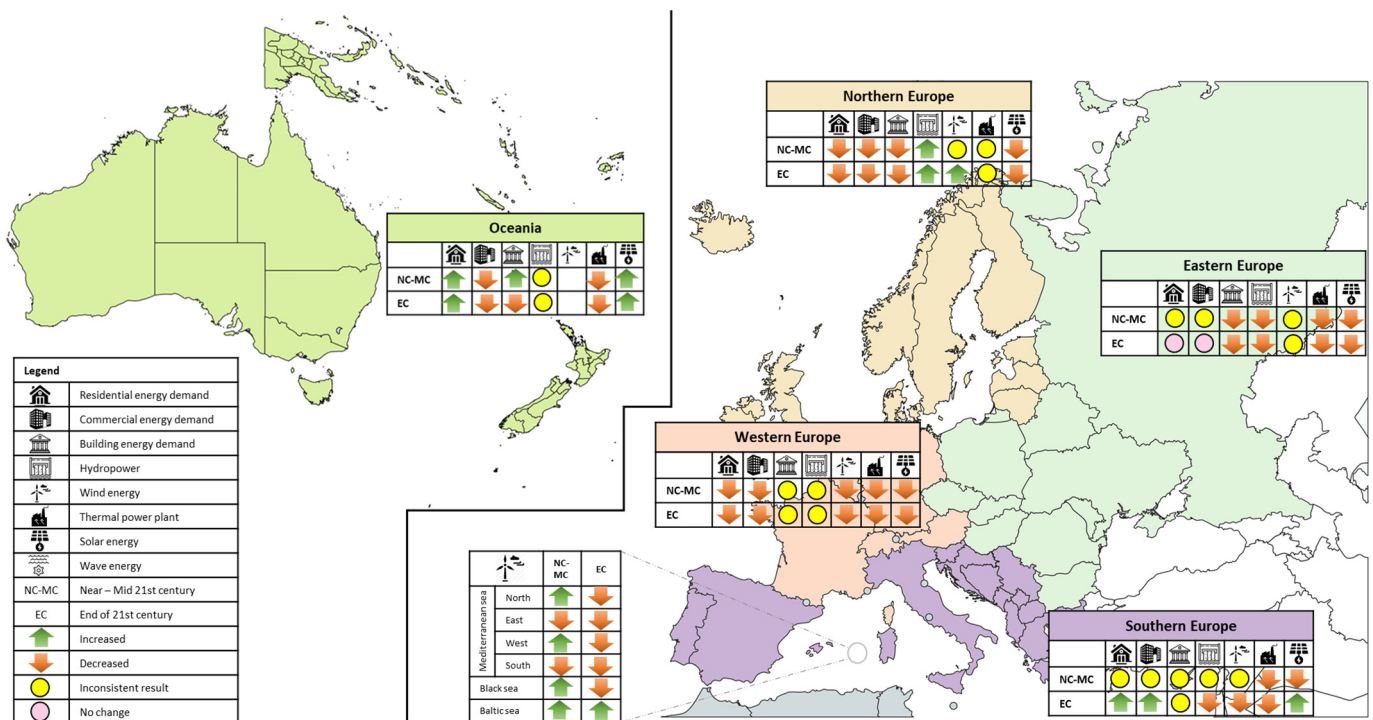 Northern Europe
NC-MC
EC
Oceania
NC-MC
EC
Eastern Europe
NC-MC
EC
Legend
Residential energy demand
Commercial energy demand
Building energy demand
Hydropower
Wind energy
Thermal power plant
Solar energy
Wave energy
NC-MC Near – Mid 21st century
EC End of 21st century
Increased
Decreased
Inconsistent result
No change
Western Europe
NC-MC
EC
NC-
MC
EC
Mediterranean sea
North
East
West
South
Black sea
Baltic sea
Southern Europe
NC-MC
EC